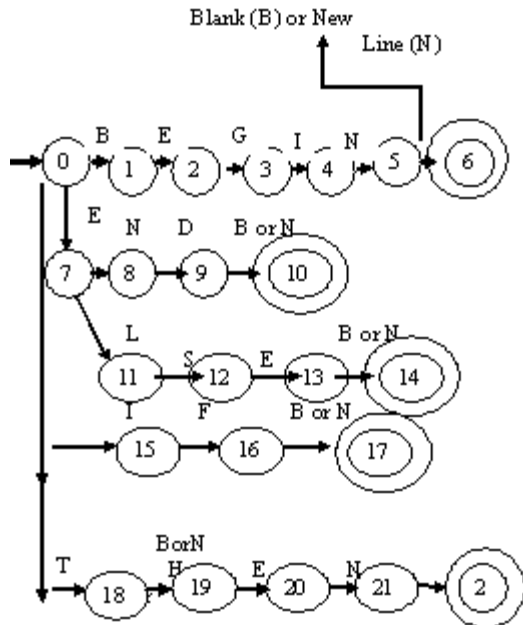 Blank (B) or New
Line (N)
B E G I N
0 1 2 3 4 5 6
E
N D B or N
7 8 9 10
L S E B or N
11 12 13 14
I F B or N
15 16 17
BorN
T H E N
18 19 20 21 2